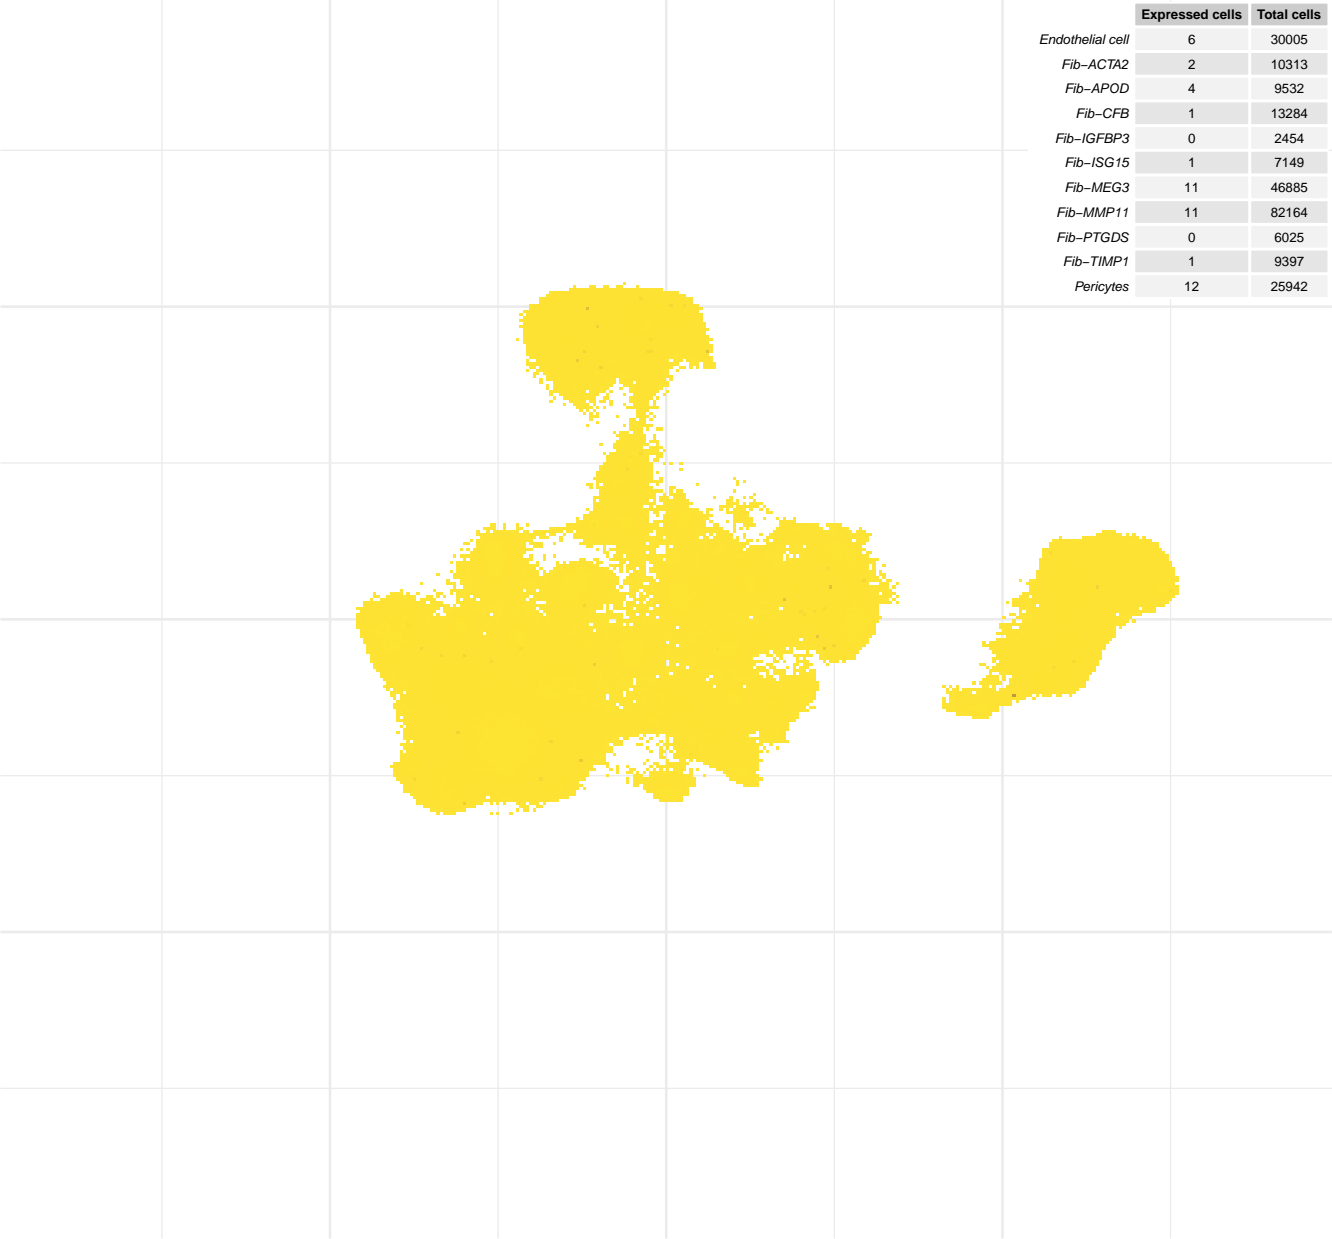 Expressed cells Total cells
Endothelial cell 6 30005
Fib−ACTA2 2 10313
Fib−APOD 4 9532
Fib−CFB 1 13284
Fib−IGFBP3 0 2454
Fib−ISG15 1 7149
Fib−MEG3 11 46885
Fib−MMP11 11 82164
Fib−PTGDS 0 6025
Fib−TIMP1 1 9397
Pericytes 12 25942